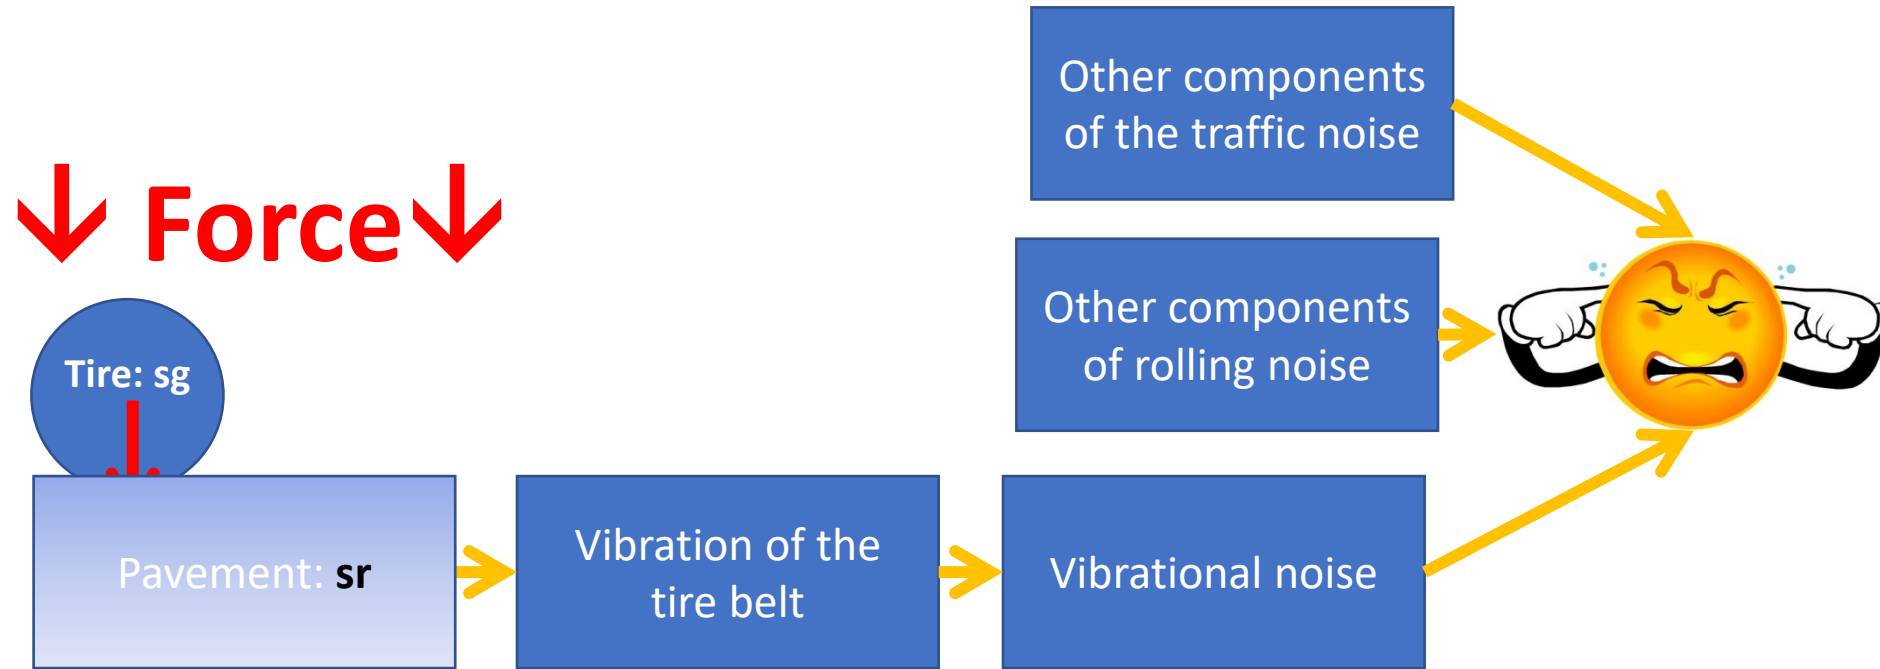 Other components
of the traffic noise
↓ Force↓
Other components
of rolling noise
Tire: sg
Pavement: sr
Vibration of the
tire belt
Vibrational noise